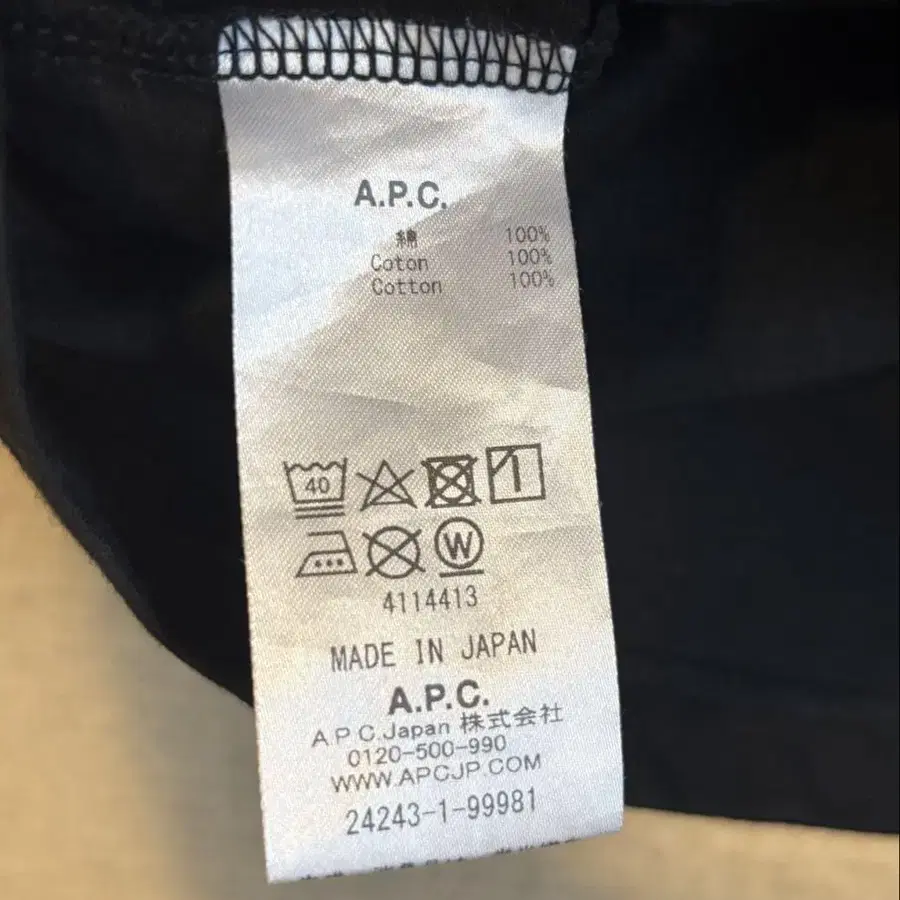 A.P.C.
綿 100%
Coton 100%
Cotton 100%
40
W
4114413
MADE IN JAPAN
A.P.C.
A.P.C.Japan 株式会社
0120-500-990
WWW.APCJP.COM
24243-1-99981